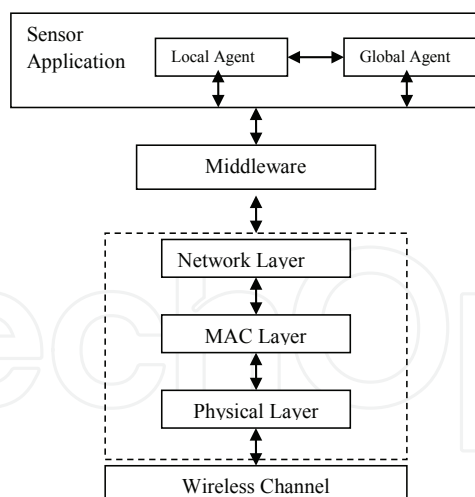 Sensor
Application
Local Agent
Global Agent
Middleware
Network Layer
MAC Layer
Physical Layer
Wireless Channel